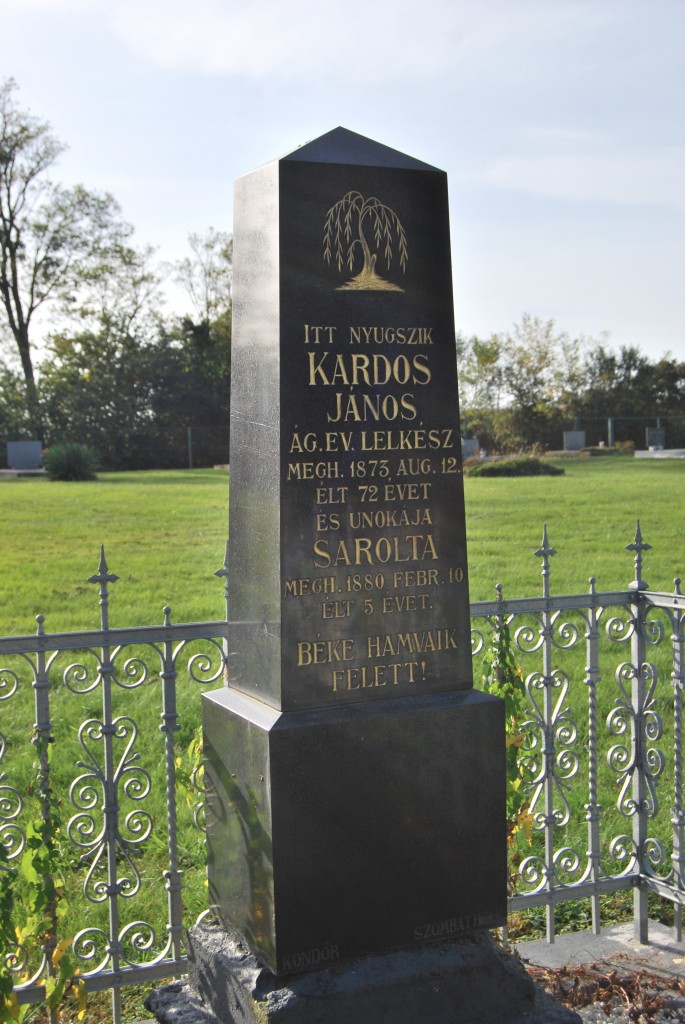 ITT NYUGSZIK
KARDOS
JÁNOS
ÁG. EV. LELKÉSZ
MEGH. 1873, AUG. 12.
ÉLT 72 ÉVET
ÉS UNOKÁJA
SAROLTA
MEGH. 1880. FEBR. 10
ÉLT 5 ÉVET.
BÉKE HAMVAIK
FELETT!
KONDOR